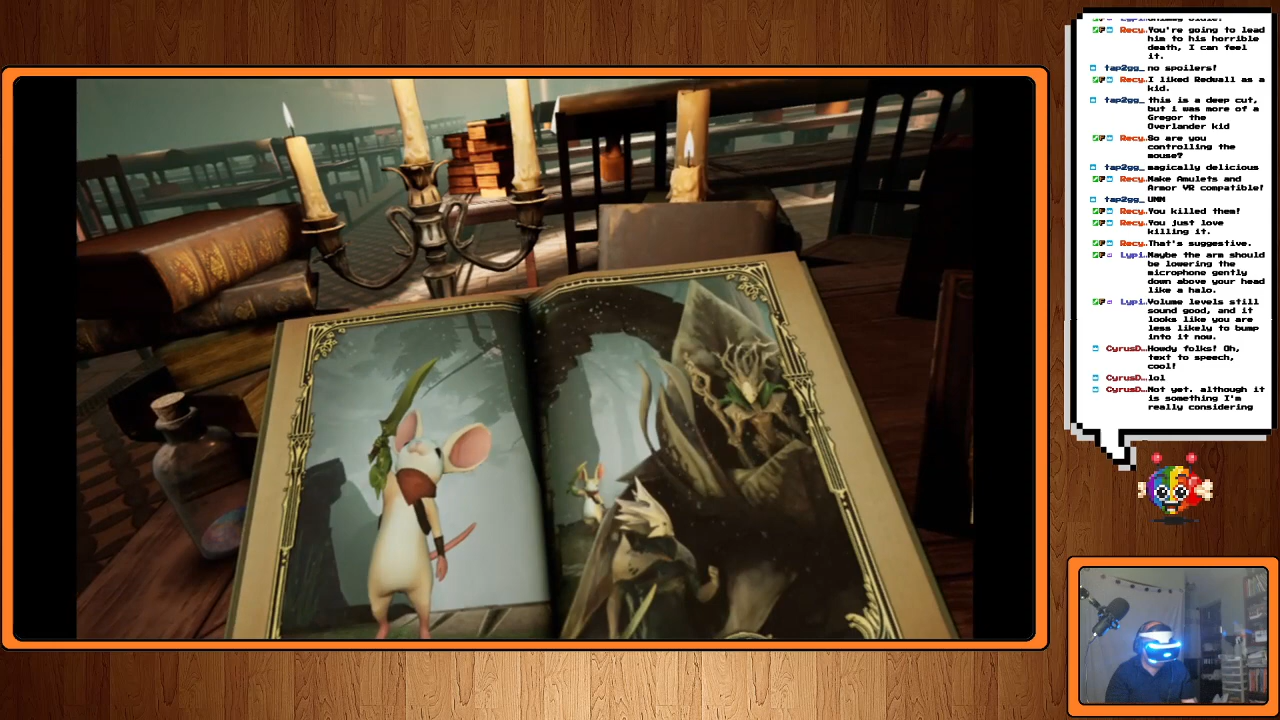 Recy..You're going to lead
him to his horrible
death, I can feel
it.
tap2gg_ no spoilers!
Recy..I liked Redwall as a
kid.
tap2gg_ this is a deep cut,
but i was more of a
Gregor the
Overlander kid
Recy..So are you
controlling the
mouse?
tap2gg_ magically delicious
Recy..Make Amulets and
Armor VR compatible!
tap2gg_ UMM
Recy..You killed them!
Recy..You just love
killing it.
Recy..That's suggestive.
Lypi..Maybe the arm should
be lowering the
microphone gently
down above your head
like a halo.
Lypi..Volume levels still
sound good, and it
looks like you are
less likely to bump
into it now.
CyrusD..Howdy folks! Oh,
text to speech,
cool!
CyrusD..lol
CyrusD..Not yet. although it
is something I'm
really considering